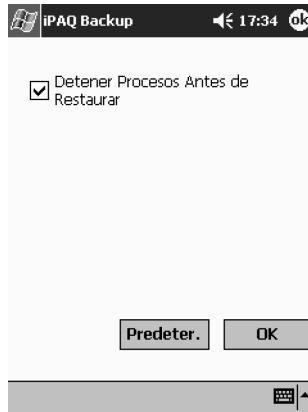 iPAQ Backup 17:34 ok
Detener Procesos Antes de
Restaurar
Predeter. OK